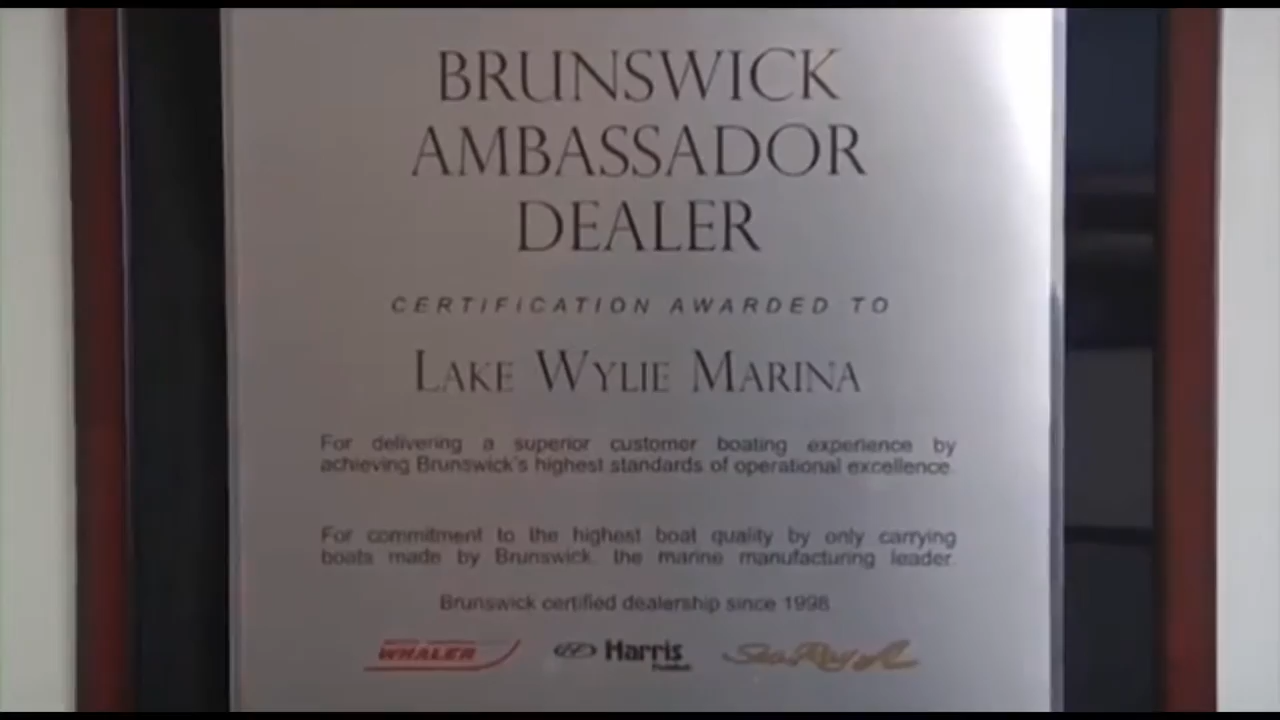 BRUNSWICK
AMBASSADOR
DEALER
CERTIFICATION AWARDED TO
LAKE WYLIE MARINA
For delivering a superior customer boating experience by
achieving Brunswick's highest standards of operational excellence.
For commitment to the highest boat quality by only carrying
boats made by Brunswick, the marine manufacturing leader.
Brunswick certified dealership since 1998
WHALER Harris Sea Ray